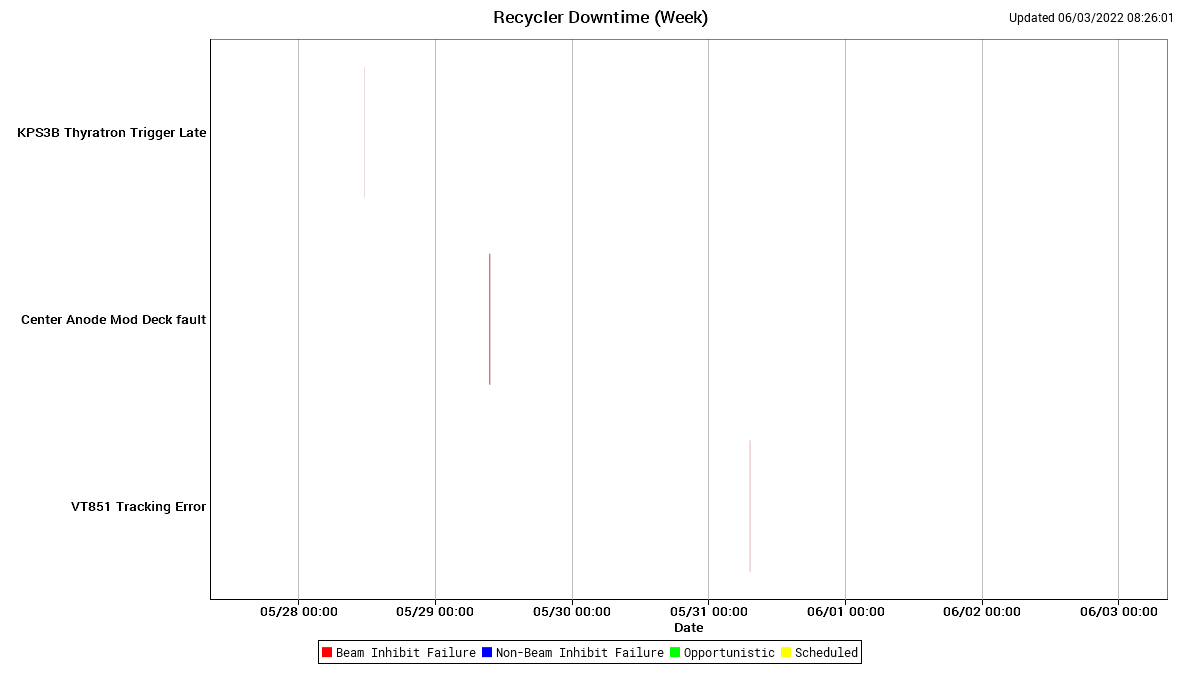 Recycler Downtime (Week)
Updated 06/03/2022 08:26:01
KPS3B Thyratron Trigger Late
Center Anode Mod Deck fault
VT851 Tracking Error
05/28 00:00 05/29 00:00 05/30 00:00 05/31 00:00 06/01 00:00 06/02 00:00 06/03 00:00
Date
Beam Inhibit Failure Non-Beam Inhibit Failure Opportunistic Scheduled